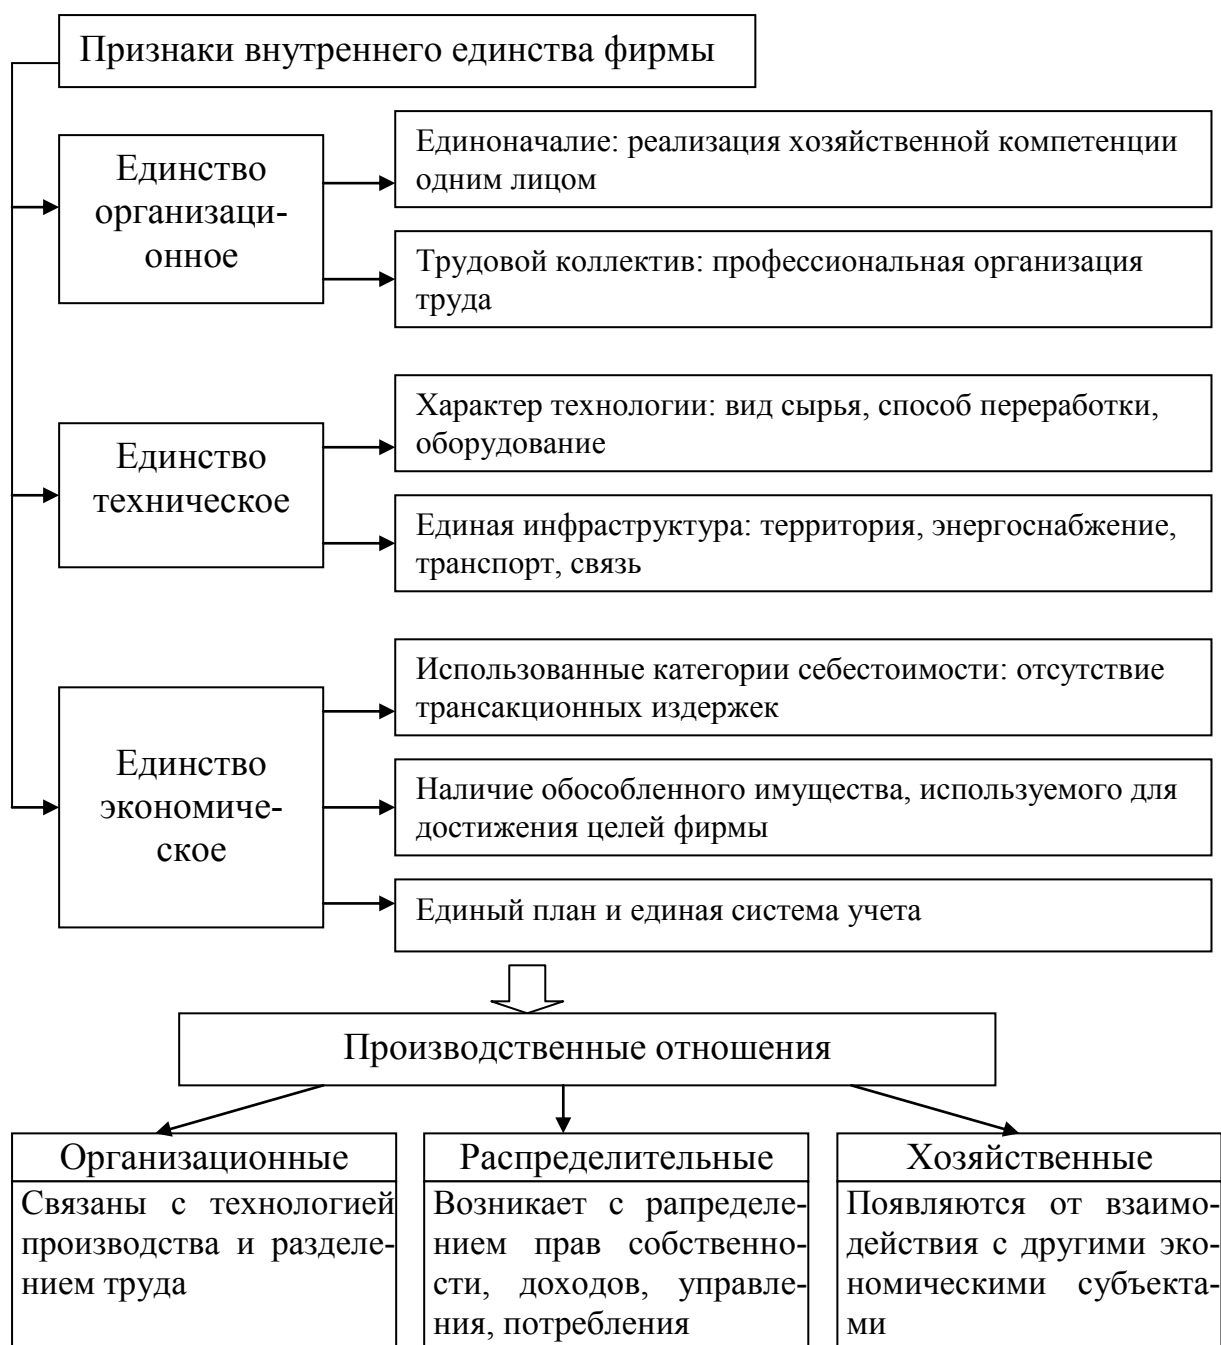 Признаки внутреннего единства фирмы
Единство
организаци-
онное
Единоначалие: реализация хозяйственной компетенции
одним лицом
Трудовой коллектив: профессиональная организация
труда
Единство
техническое
Характер технологии: вид сырья, способ переработки,
оборудование
Единая инфраструктура: территория, энергоснабжение,
транспорт, связь
Единство
экономиче-
ское
Использованные категории себестоимости: отсутствие
трансакционных издержек
Наличие обособленного имущества, используемого для
достижения целей фирмы
Единый план и единая система учета
Производственные отношения
Организационные
Связаны с технологией
производства и разделе-
нием труда
Распределительные
Возникает с рапределе-
нием прав собственно-
сти, доходов, управле-
ния, потребления
Хозяйственные
Появляются от взаимо-
действия с другими эко-
номическими субъекта-
ми